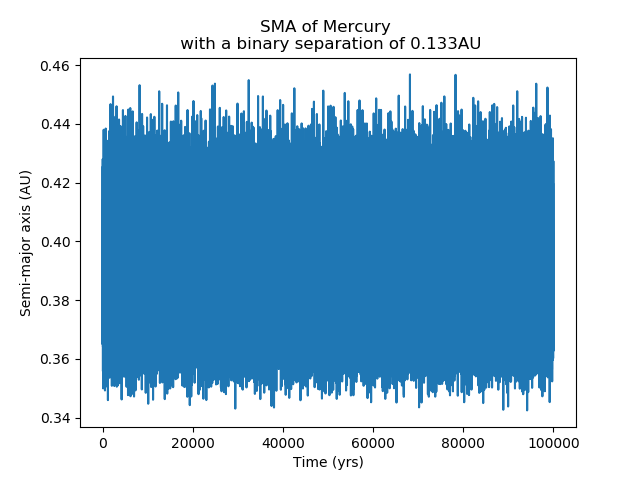 SMA of Mercury
with a binary separation of 0.133AU
0.46
0.44
0.42
0.40
0.38
0.36
0.34
Semi-major axis (AU)
0 20000 40000 60000 80000 100000
Time (yrs)